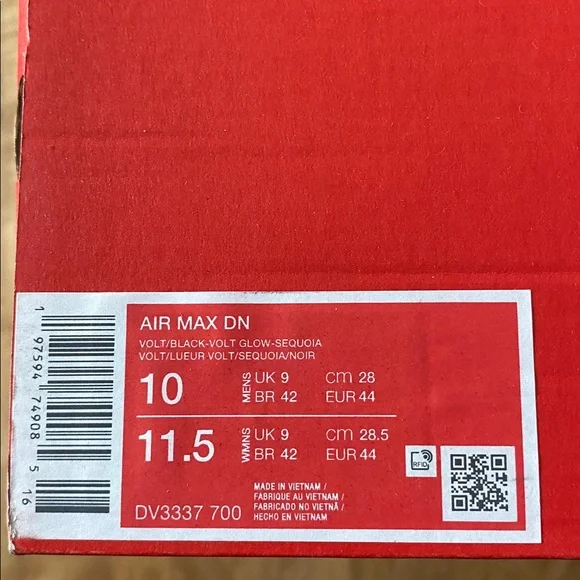 AIR MAX DN
VOLT/BLACK-VOLT GLOW-SEQUOIA
VOLT/LUEUR VOLT/SEQUOIA/NOIR
10 MENS UK 9 cm 28
BR 42 EUR 44
11.5 WMNS UK 9 cm 28.5
BR 42 EUR 44
RFID
MADE IN VIETNAM /
FABRIQUE AU VIETNAM /
FABRICADO NO VIETNÃ /
HECHO EN VIETNAM
DV3337 700
1 97594 74908 5 16